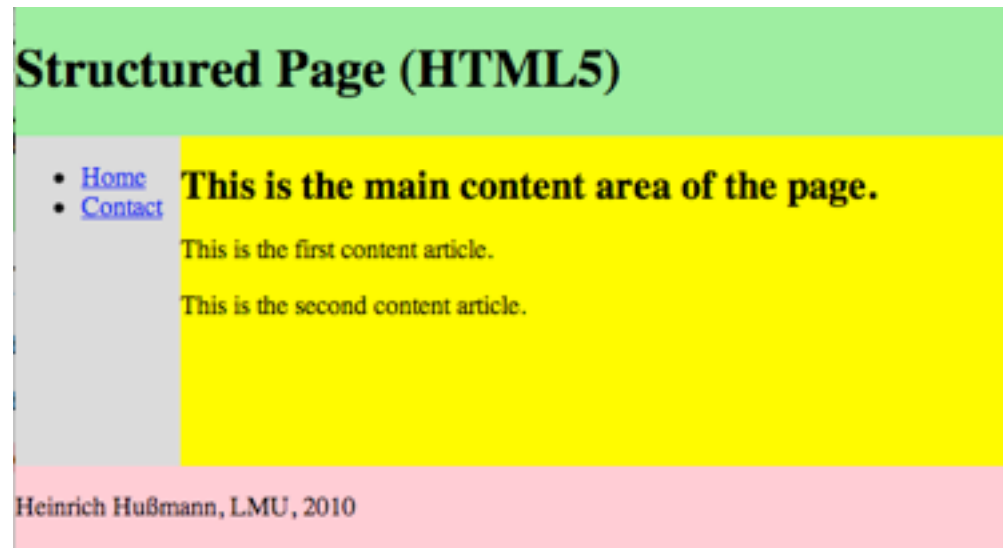 Structured Page (HTML5)
Home
Contact
This is the main content area of the page.
This is the first content article.
This is the second content article.
Heinrich Hußmann, LMU, 2010